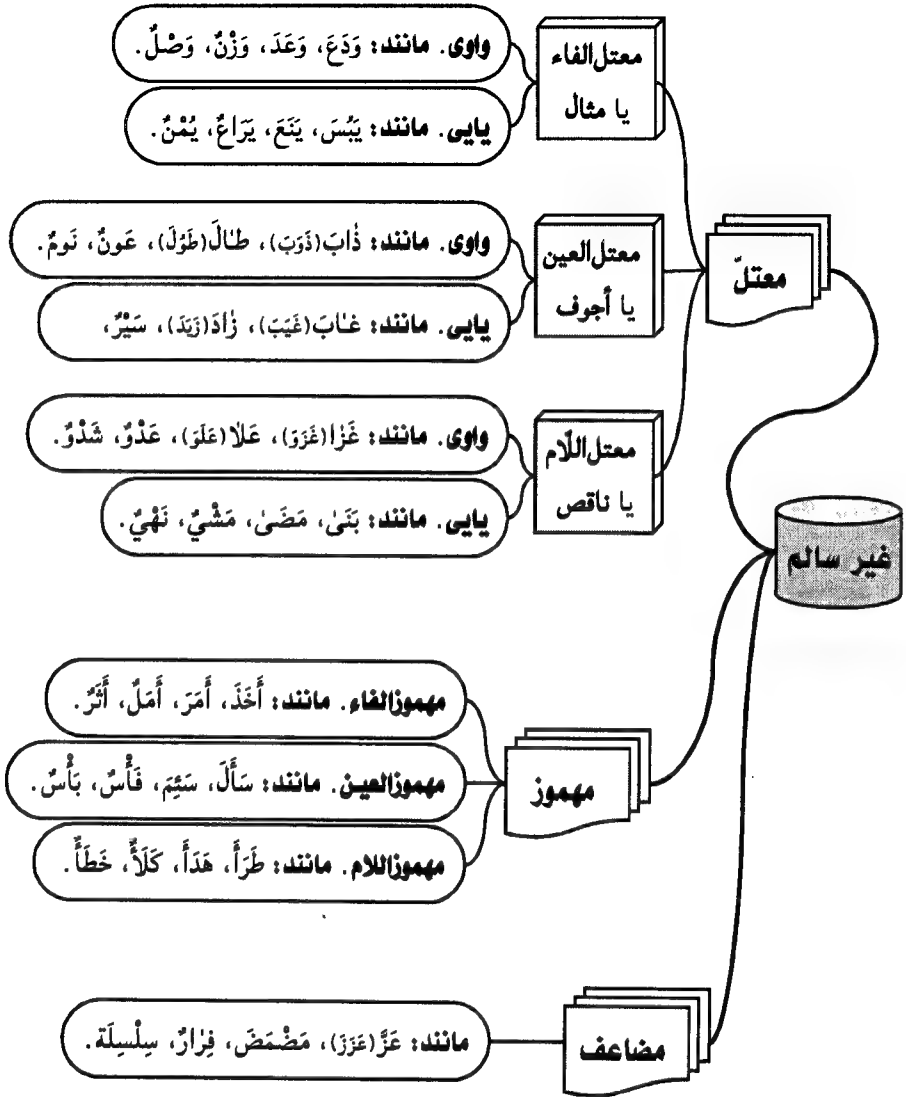 غیر سالم
معتلّ
معتل‌الفاء
یا مثال
واوی. مانند: وَدَعَ، وَعَدَ، وَزْنٌ، وَصْلٌ.
یایی. مانند: یَبُسَ، یَنَعَ، یَرَاعٌ، یُمْنٌ.
معتل‌العین
یا أجوف
واوی. مانند: ذٰابَ(ذَوَبَ)، طـٰالَ(طَوُلَ)، عَونٌ، نَومٌ.
یایی. مانند: غـٰابَ(غَیَبَ)، زٰادَ(زَیَدَ)، سَیْرٌ،
معتل‌اللّام
یا ناقص
واوی. مانند: غَزٰا(غَزَوَ)، عَلٰا(عَلَوَ)، عَدْوٌ، شَدْوٌ.
یایی. مانند: بَنَیٰ، مَضَیٰ، مَشْیٌ، نَهْیٌ.
مهموز
مهموزالفاء. مانند: أَخَذَ، أَمَرَ، أَمَلٌ، أَثَرٌ.
مهموزالعین. مانند: سَأَلَ، سَئِمَ، فَأْسٌ، بَأْسٌ.
مهموزاللام. مانند: طَرَأَ، هَدَأَ، كَلَأٌ، خَطَأٌ.
مضاعف
مانند: عَزَّ(عَزَزَ)، مَضْمَضَ، فِرٰارٌ، سِلْسِلَة.